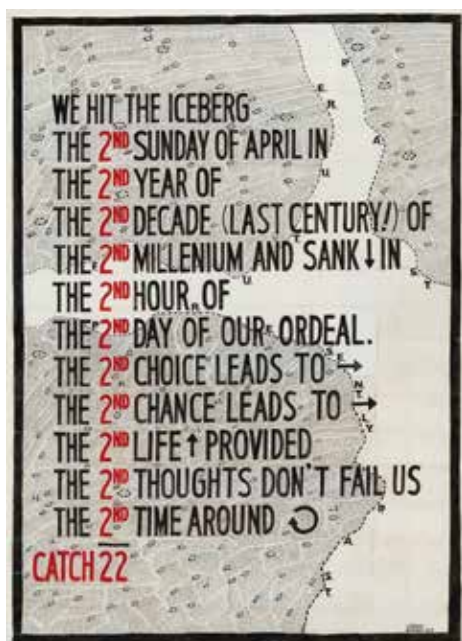 WE HIT THE ICEBERG
THE 2ND SUNDAY OF APRIL IN
THE 2ND YEAR OF
THE 2ND DECADE (LAST CENTURY!) OF
THE 2ND MILLENIUM AND SANK ↓ IN
THE 2ND HOUR OF
THE 2ND DAY OF OUR ORDEAL.
THE 2ND CHOICE LEADS TO →
THE 2ND CHANCE LEADS TO →
THE 2ND LIFE ↑ PROVIDED
THE 2ND THOUGHTS DON'T FAIL US
THE 2ND TIME AROUND ↻
CATCH 22